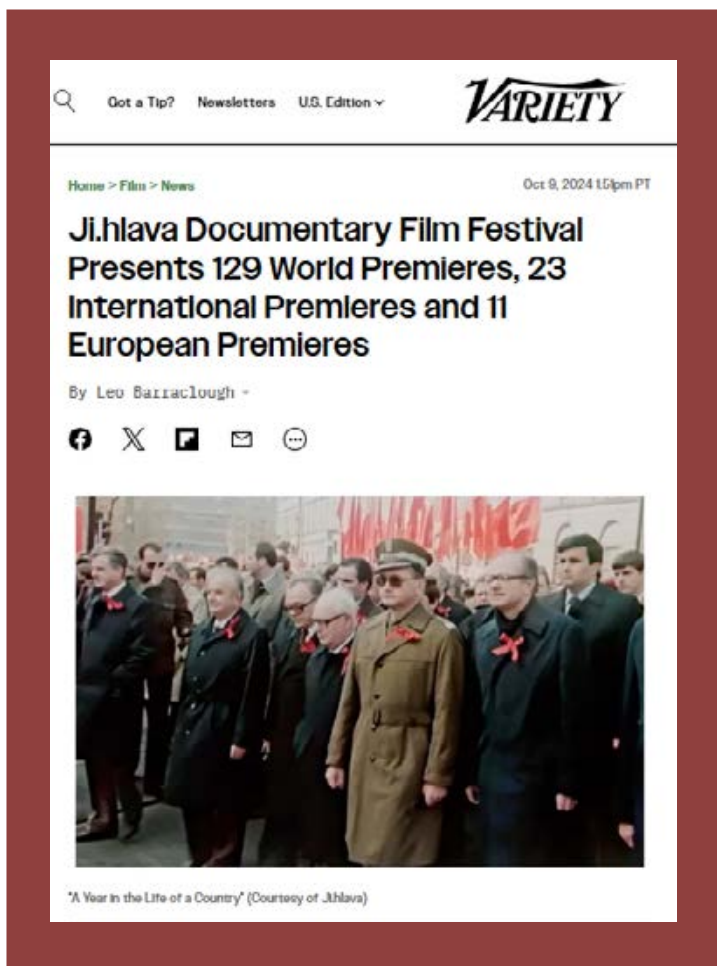 Got a Tip? Newsletters U.S. Edition
VARIETY
Home > Film > News
Oct 9, 2024 1:51pm PT
Ji.hlava Documentary Film Festival
Presents 129 World Premieres, 23
International Premieres and 11
European Premieres
By Leo Barraclough
"A Year in the Life of a Country" (Courtesy of Ji.hlava)